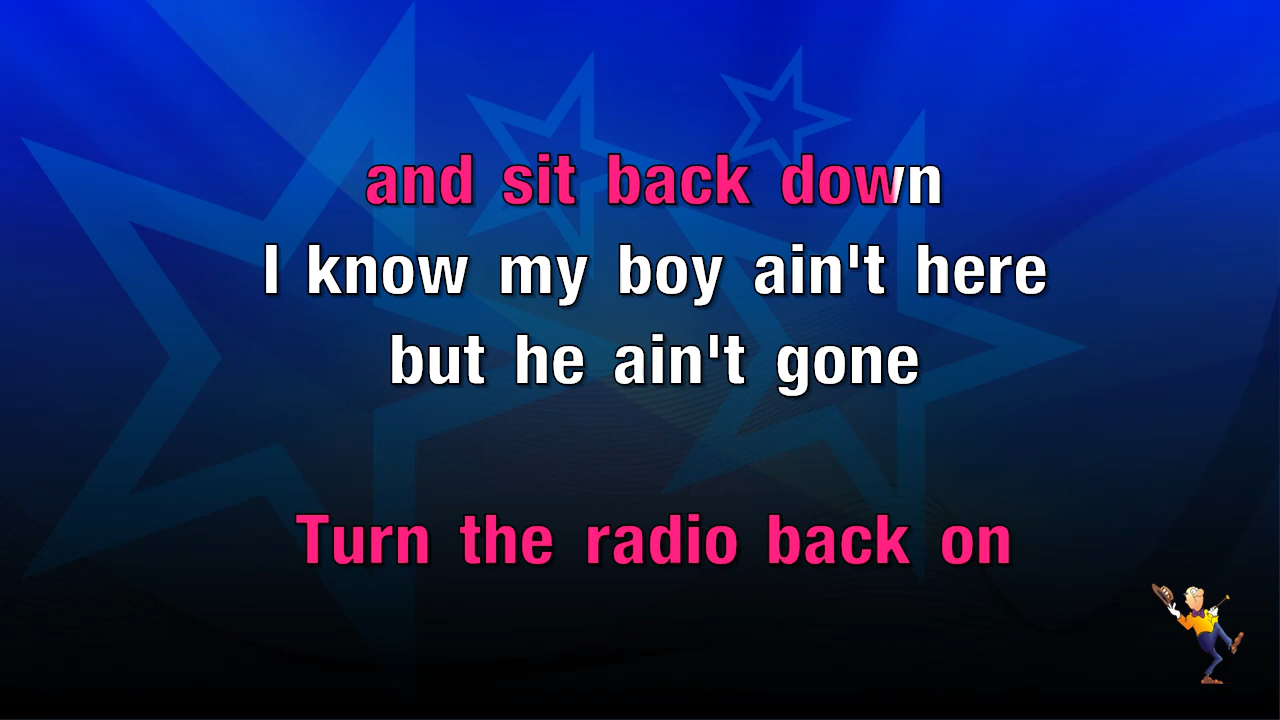 and sit back down
I know my boy ain't here
but he ain't gone
Turn the radio back on